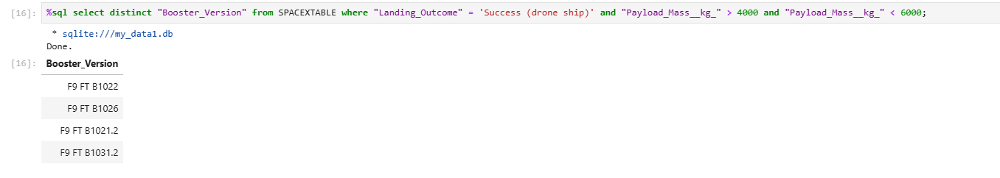 [16]: %sql select distinct "Booster_Version" from SPACEXTABLE where "Landing_Outcome" = 'Success (drone ship)' and "Payload_Mass__kg_" > 4000 and "Payload_Mass__kg_" < 6000;
* sqlite:///my_data1.db
Done.
[16]: Booster_Version
F9 FT B1022
F9 FT B1026
F9 FT B1021.2
F9 FT B1031.2